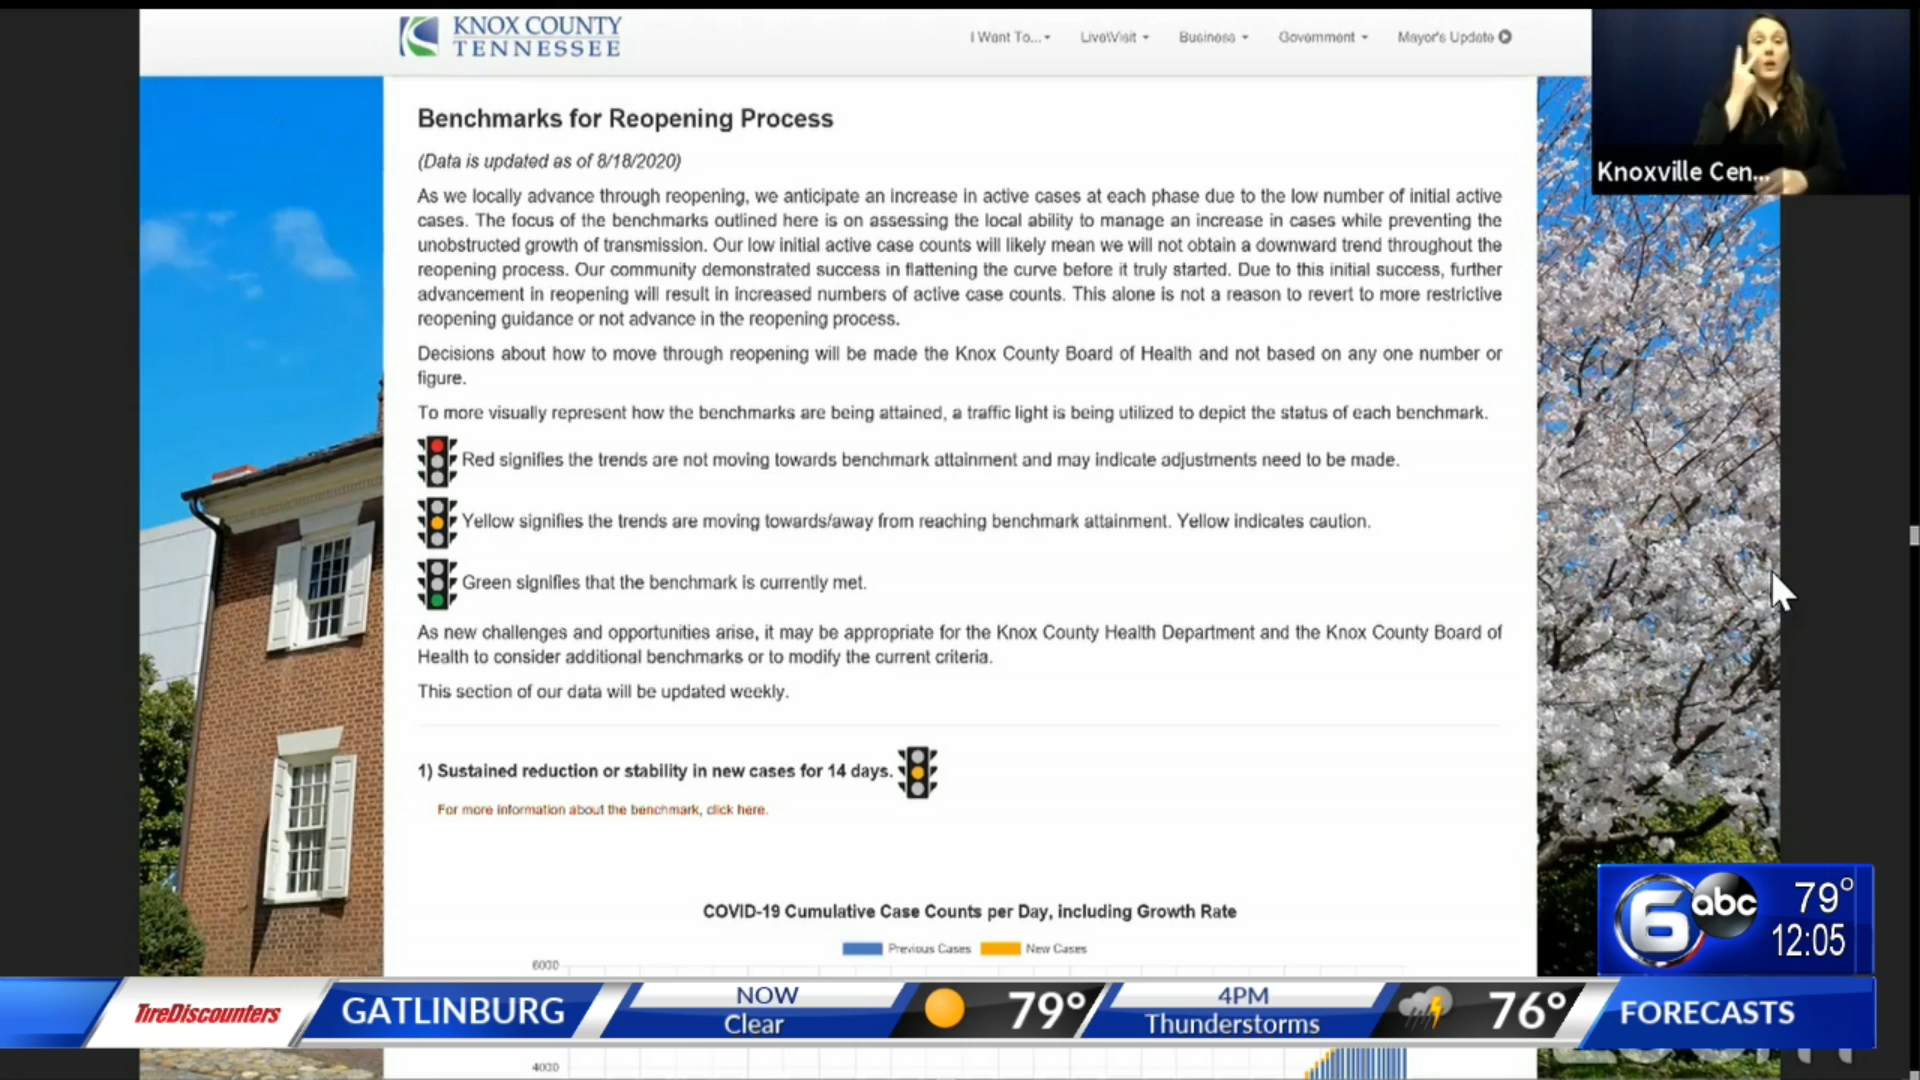 KNOX COUNTY
TENNESSEE
I Want To...
Live\Visit
Business
Government
Mayor's Update
Knoxville Cen...
Benchmarks for Reopening Process
(Data is updated as of 8/18/2020)
As we locally advance through reopening, we anticipate an increase in active cases at each phase due to the low number of initial active
cases. The focus of the benchmarks outlined here is on assessing the local ability to manage an increase in cases while preventing the
unobstructed growth of transmission. Our low initial active case counts will likely mean we will not obtain a downward trend throughout the
reopening process. Our community demonstrated success in flattening the curve before it truly started. Due to this initial success, further
advancement in reopening will result in increased numbers of active case counts. This alone is not a reason to revert to more restrictive
reopening guidance or not advance in the reopening process.
Decisions about how to move through reopening will be made the Knox County Board of Health and not based on any one number or
figure.
To more visually represent how the benchmarks are being attained, a traffic light is being utilized to depict the status of each benchmark.
Red signifies the trends are not moving towards benchmark attainment and may indicate adjustments need to be made.
Yellow signifies the trends are moving towards/away from reaching benchmark attainment. Yellow indicates caution.
Green signifies that the benchmark is currently met.
As new challenges and opportunities arise, it may be appropriate for the Knox County Health Department and the Knox County Board of
Health to consider additional benchmarks or to modify the current criteria.
This section of our data will be updated weekly.
1) Sustained reduction or stability in new cases for 14 days.
For more information about the benchmark, click here.
COVID-19 Cumulative Case Counts per Day, including Growth Rate
Previous Cases
New Cases
6000
4000
6 abc
79°
12:05
TireDiscounters
GATLINBURG
NOW
Clear
79°
4PM
Thunderstorms
76°
FORECASTS